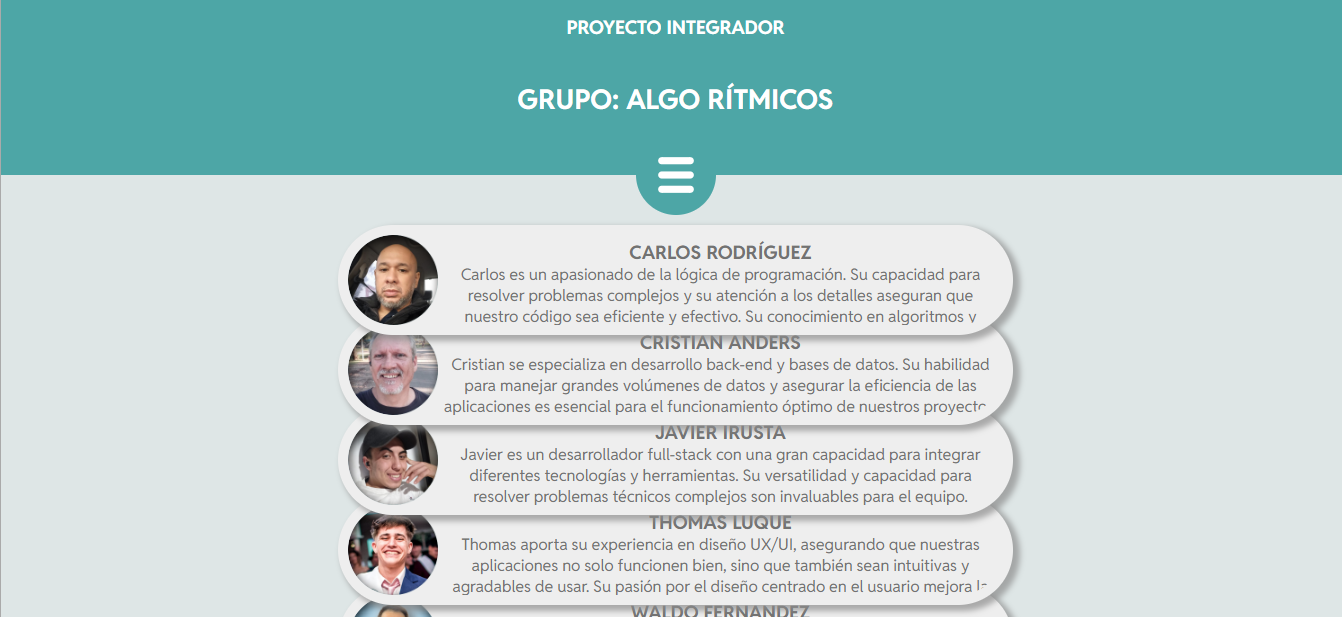 PROYECTO INTEGRADOR
GRUPO: ALGO RÍTMICOS
CARLOS RODRÍGUEZ
Carlos es un apasionado de la lógica de programación. Su capacidad para
resolver problemas complejos y su atención a los detalles aseguran que
nuestro código sea eficiente y efectivo. Su conocimiento en algoritmos y
CRISTIAN ANDERS
Cristian se especializa en desarrollo back-end y bases de datos. Su habilidad
para manejar grandes volúmenes de datos y asegurar la eficiencia de las
aplicaciones es esencial para el funcionamiento óptimo de nuestros
JAVIER IRUSTA
Javier es un desarrollador full-stack con una gran capacidad para integrar
diferentes tecnologías y herramientas. Su versatilidad y capacidad para
resolver problemas técnicos complejos son invaluables para el equipo.
THOMAS LUQUE
Thomas aporta su experiencia en diseño UX/UI, asegurando que nuestras
aplicaciones no solo funcionen bien, sino que también sean intuitivas y
agradables de usar. Su pasión por el diseño centrado en el usuario mejora
WALDO FERNANDEZ